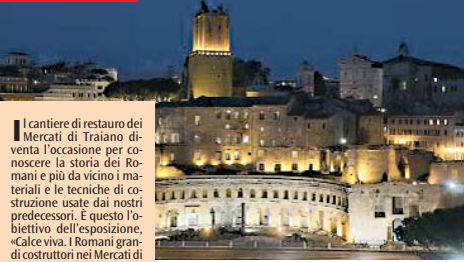 Il cantiere di restauro dei
Mercati di Traiano di-
venta l'occasione per co-
noscere la storia dei Ro-
mani e più da vicino i ma-
teriali e le tecniche di co-
struzione usate dai nostri
predecessori. È questo l'o-
biettivo dell'esposizione,
«Calce viva. I Romani gran-
di costruttori nei Mercati di